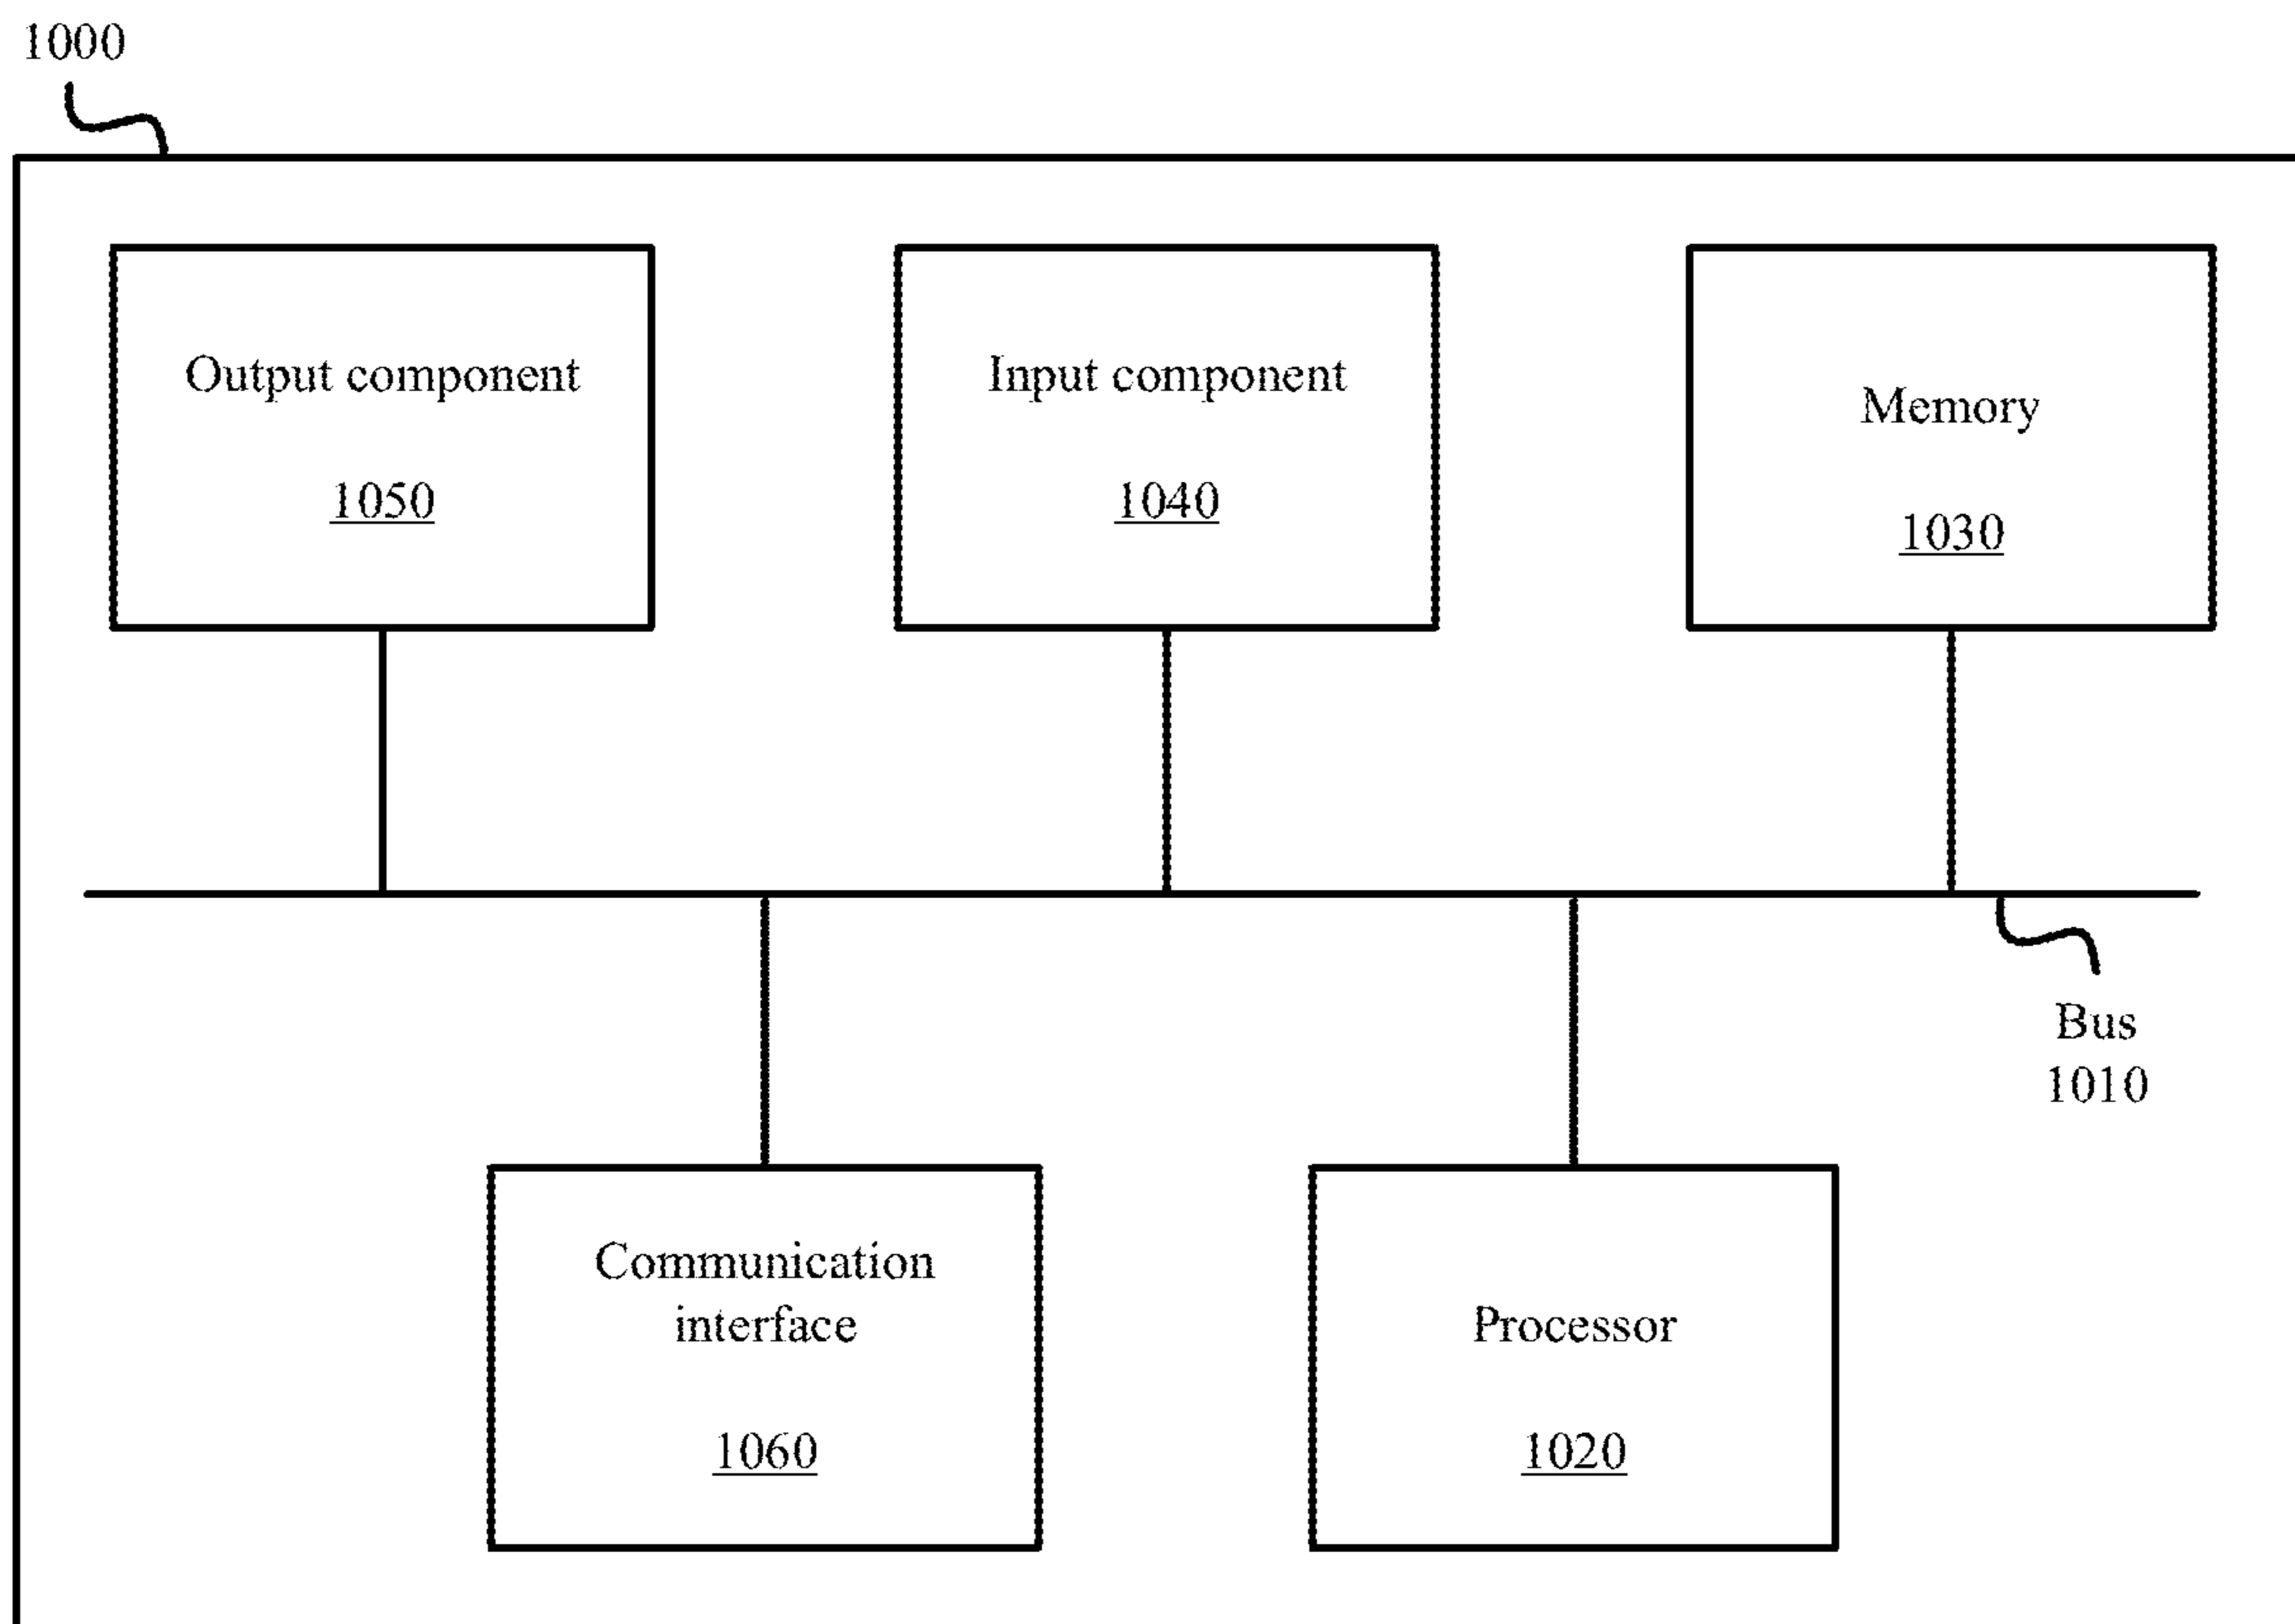 1000
Output component
1050
Input component
1040
Memory
1030
Bus
1010
Communication
interface
1060
Processor
1020